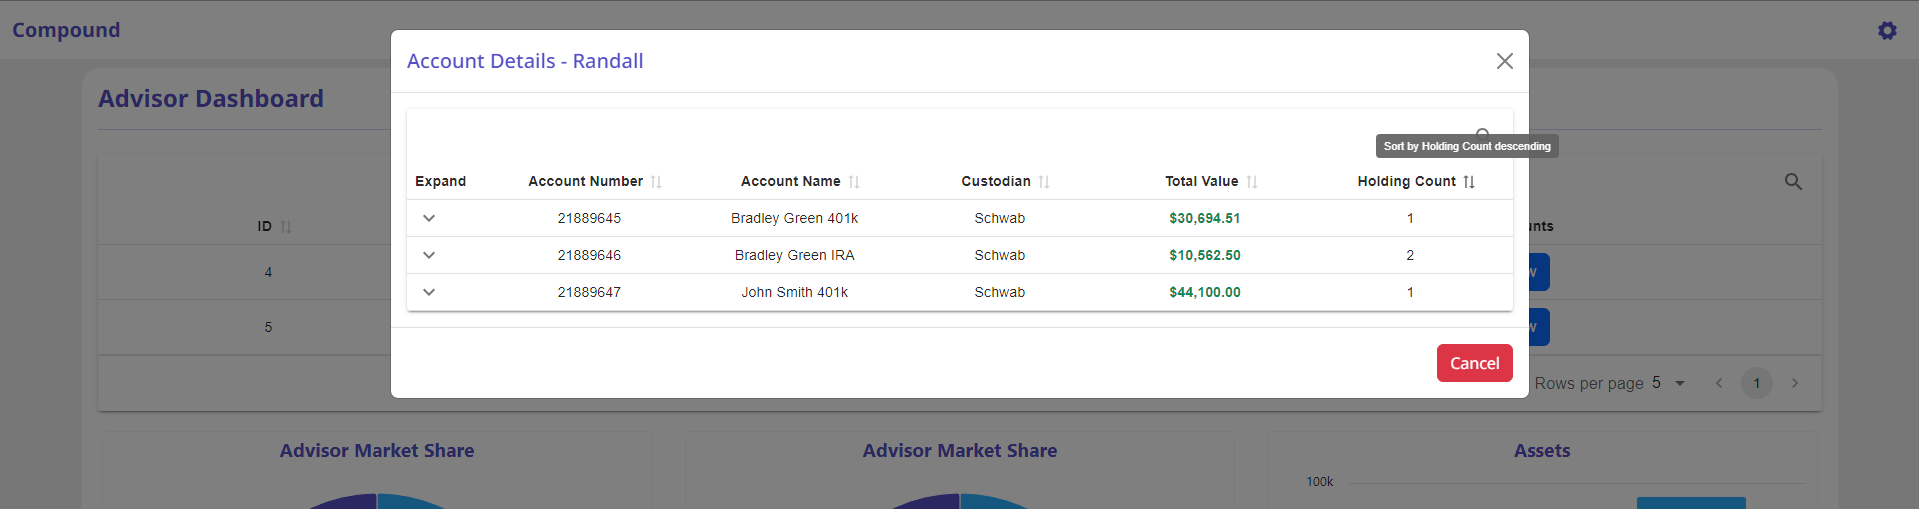 Compound
Account Details - Randall
Advisor Dashboard
Sort by Holding Count descending
Expand Account Number Account Name Custodian Total Value Holding Count
21889645 Bradley Green 401k Schwab $30,694.51 1
21889646 Bradley Green IRA Schwab $10,562.50 2
21889647 John Smith 401k Schwab $44,100.00 1
Cancel
ID
4
5
Rows per page 5 1
Advisor Market Share
Advisor Market Share
Assets
100k